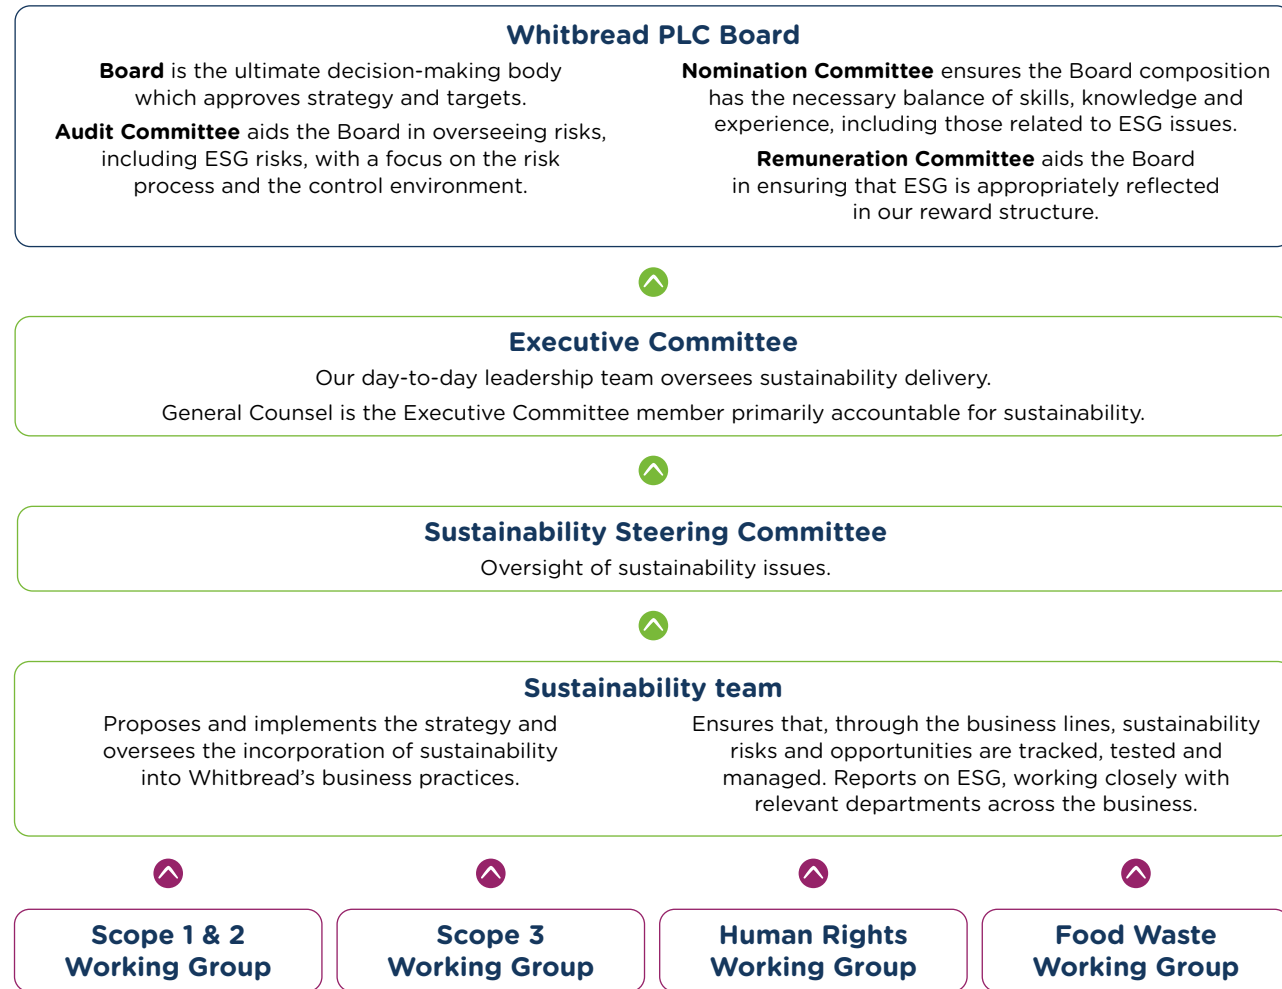 Whitbread PLC Board
Board is the ultimate decision-making body
which approves strategy and targets.
Audit Committee aids the Board in overseeing risks,
including ESG risks, with a focus on the risk
process and the control environment.
Nomination Committee ensures the Board composition
has the necessary balance of skills, knowledge and
experience, including those related to ESG issues.
Remuneration Committee aids the Board
in ensuring that ESG is appropriately reflected
in our reward structure.
Executive Committee
Our day-to-day leadership team oversees sustainability delivery.
General Counsel is the Executive Committee member primarily accountable for sustainability.
Sustainability Steering Committee
Oversight of sustainability issues.
Sustainability team
Proposes and implements the strategy and
oversees the incorporation of sustainability
into Whitbread’s business practices.
Ensures that, through the business lines, sustainability
risks and opportunities are tracked, tested and
managed. Reports on ESG, working closely with
relevant departments across the business.
Scope 1 & 2
Working Group
Scope 3
Working Group
Human Rights
Working Group
Food Waste
Working Group